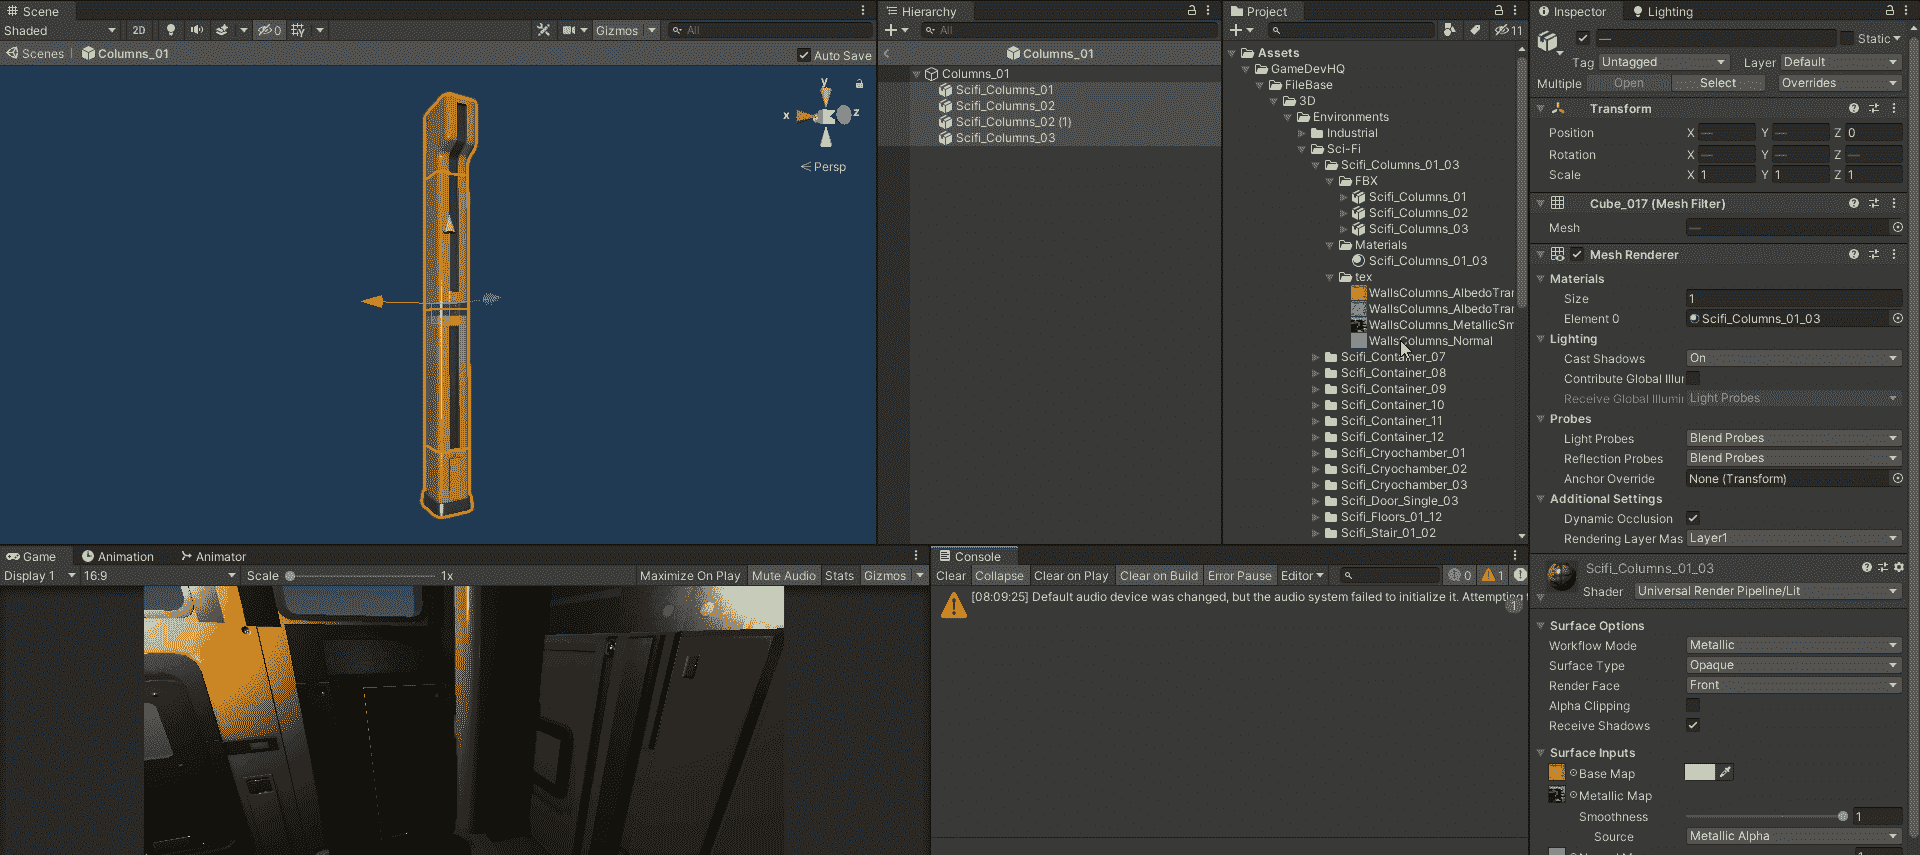 Scene
Shaded
2D
0
Gizmos
All
Scenes
Columns_01
Auto Save
y
x
z
Persp
Hierarchy
All
Columns_01
Columns_01
Scifi_Columns_01
Scifi_Columns_02
Scifi_Columns_02 (1)
Scifi_Columns_03
Project
11
Assets
GameDevHQ
FileBase
3D
Environments
Industrial
Sci-Fi
Scifi_Columns_01_03
FBX
Scifi_Columns_01
Scifi_Columns_02
Scifi_Columns_03
Materials
Scifi_Columns_01_03
tex
WallsColumns_AlbedoTran
WallsColumns_AlbedoTran
WallsColumns_MetallicSm
WallsColumns_Normal
Scifi_Container_07
Scifi_Container_08
Scifi_Container_09
Scifi_Container_10
Scifi_Container_11
Scifi_Container_12
Scifi_Cryochamber_01
Scifi_Cryochamber_02
Scifi_Cryochamber_03
Scifi_Door_Single_03
Scifi_Floors_01_12
Scifi_Stair_01_02
Inspector Lighting
— Static
Tag Untagged Layer Default
Multiple Open Select Overrides
Transform
Position X — Y — Z 0
Rotation X — Y — Z —
Scale X 1 Y 1 Z 1
Cube_017 (Mesh Filter)
Mesh —
Mesh Renderer
Materials
Size 1
Element 0 Scifi_Columns_01_03
Lighting
Cast Shadows On
Contribute Global Illur
Receive Global Illumir Light Probes
Probes
Light Probes Blend Probes
Reflection Probes Blend Probes
Anchor Override None (Transform)
Additional Settings
Dynamic Occlusion
Rendering Layer Mas Layer1
Scifi_Columns_01_03
Shader Universal Render Pipeline/Lit
Surface Options
Workflow Mode Metallic
Surface Type Opaque
Render Face Front
Alpha Clipping
Receive Shadows
Surface Inputs
Base Map
Metallic Map
Smoothness 1
Source Metallic Alpha
Game Animation Animator
Display 1 16:9 Scale 1x Maximize On Play Mute Audio Stats Gizmos
Console
Clear Collapse Clear on Play Clear on Build Error Pause Editor 0 1
[08:09:25] Default audio device was changed, but the audio system failed to initialize it. Attempting
1